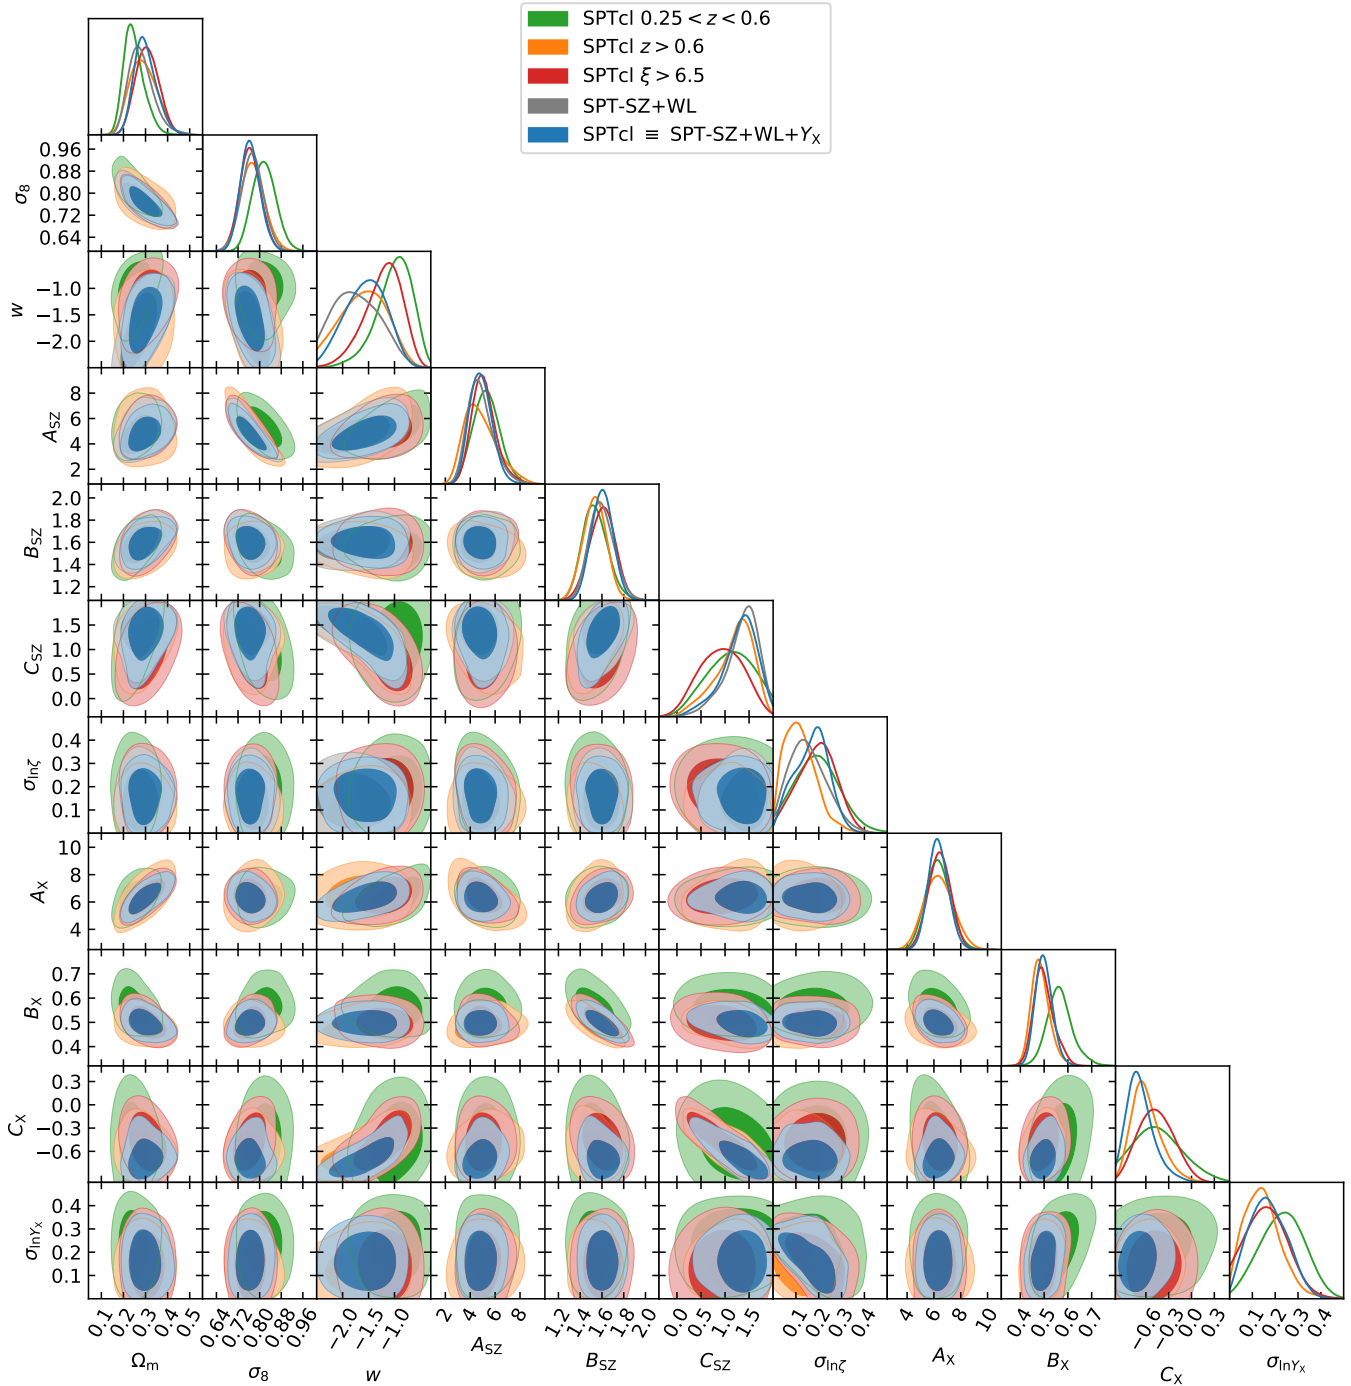 SPTcl 0.25 < z < 0.6
SPTcl z > 0.6
SPTcl ξ > 6.5
SPT-SZ+WL
SPTcl ≡ SPT-SZ+WL+Y_X
0.96
0.88
0.80
0.72
0.64
σ_8
−1.0
−1.5
−2.0
w
8
6
4
2
A_SZ
2.0
1.8
1.6
1.4
1.2
B_SZ
1.5
1.0
0.5
0.0
C_SZ
0.4
0.3
0.2
0.1
σ_lnζ
10
8
6
4
A_X
0.7
0.6
0.5
0.4
B_X
0.3
0.0
−0.3
−0.6
C_X
0.4
0.3
0.2
0.1
σ_lnY_X
0.1 0.2 0.3 0.4 0.5
0.64 0.72 0.80 0.88 0.96
−2.0 −1.5 −1.0
2 4 6 8
1.2 1.4 1.6 1.8 2.0
0.0 0.5 1.0 1.5
0.1 0.2 0.3 0.4
4 6 8 10
0.4 0.5 0.6 0.7
−0.6 −0.3 0.0 0.3
0.1 0.2 0.3 0.4
Ω_m σ_8 w A_SZ B_SZ C_SZ σ_lnζ A_X B_X C_X σ_lnY_X